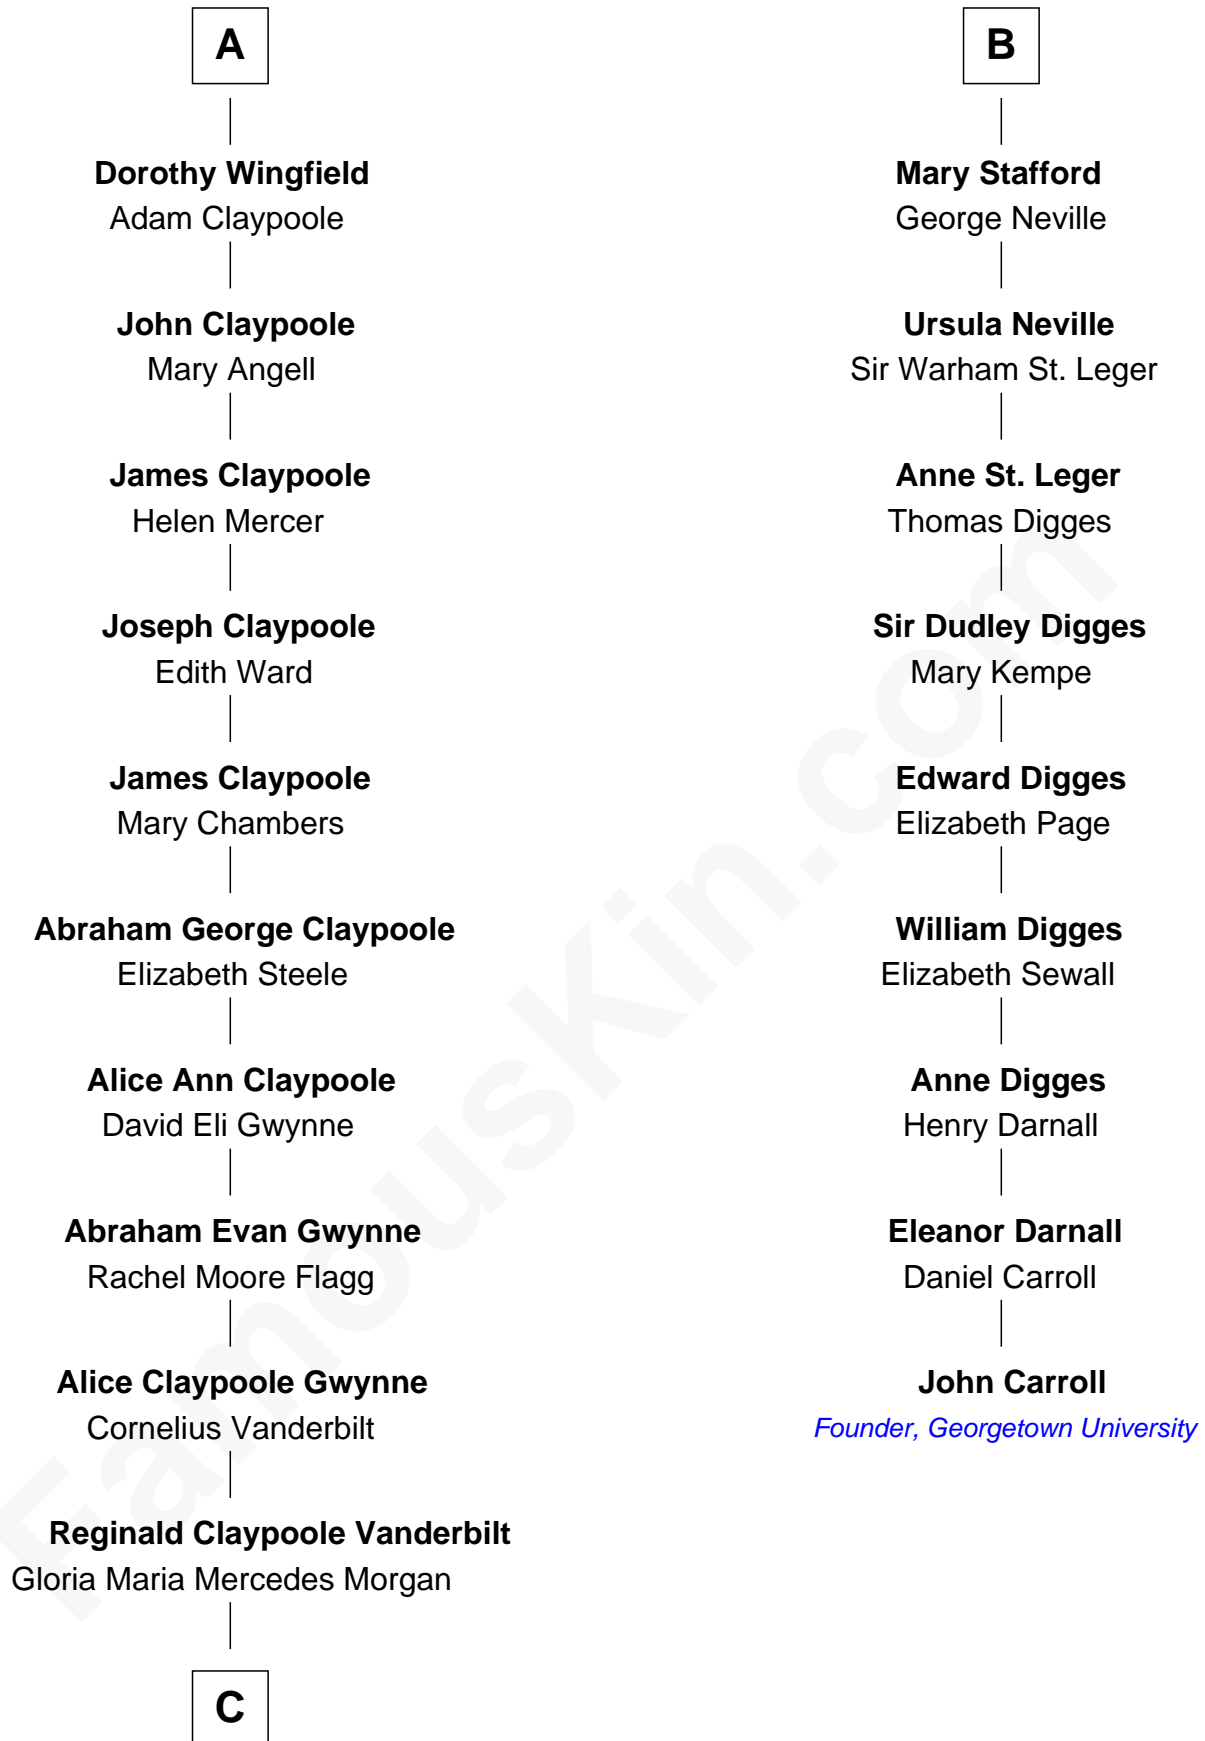 A
Dorothy Wingfield
Adam Claypoole
John Claypoole
Mary Angell
James Claypoole
Helen Mercer
Joseph Claypoole
Edith Ward
James Claypoole
Mary Chambers
Abraham George Claypoole
Elizabeth Steele
Alice Ann Claypoole
David Eli Gwynne
Abraham Evan Gwynne
Rachel Moore Flagg
Alice Claypoole Gwynne
Cornelius Vanderbilt
Reginald Claypoole Vanderbilt
Gloria Maria Mercedes Morgan
C
B
Mary Stafford
George Neville
Ursula Neville
Sir Warham St. Leger
Anne St. Leger
Thomas Digges
Sir Dudley Digges
Mary Kempe
Edward Digges
Elizabeth Page
William Digges
Elizabeth Sewall
Anne Digges
Henry Darnall
Eleanor Darnall
Daniel Carroll
John Carroll
Founder, Georgetown University
FamousKin.com